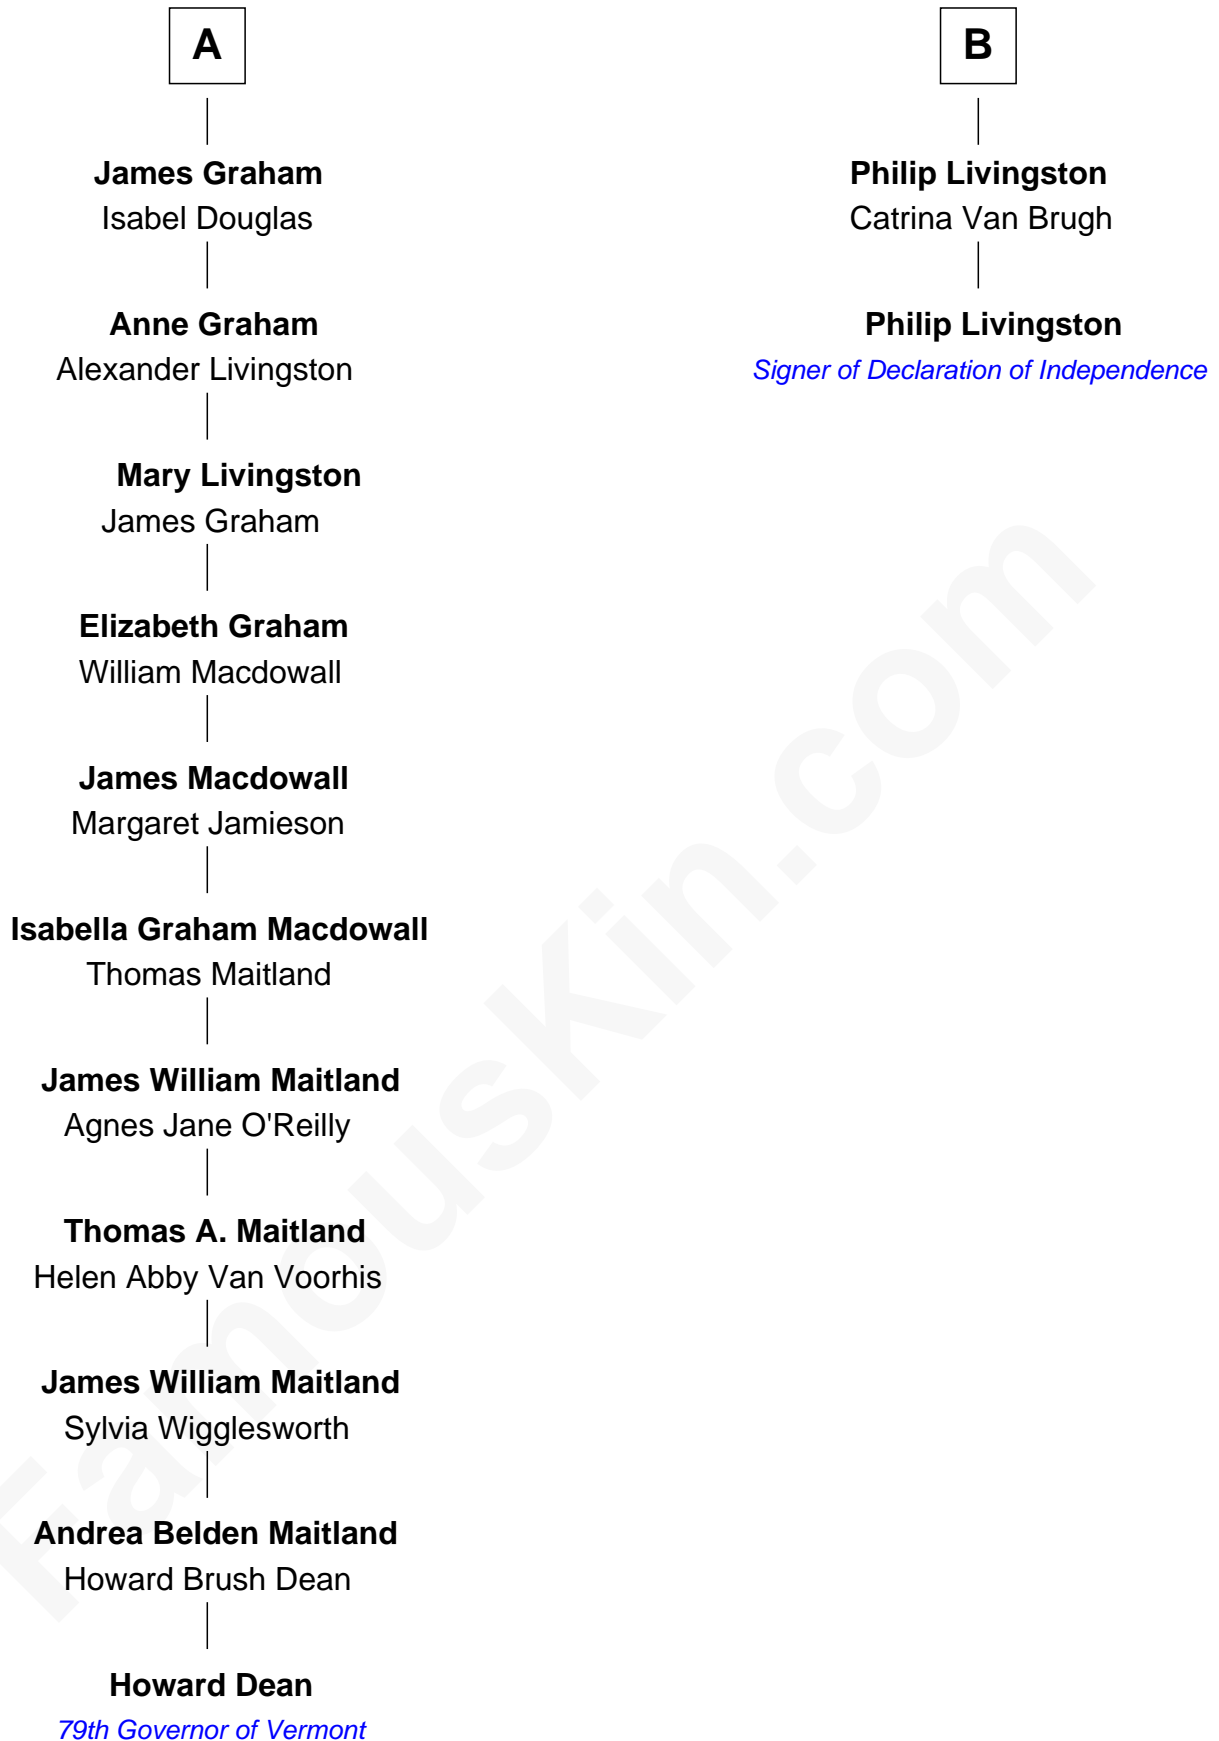 A
James Graham
Isabel Douglas
Anne Graham
Alexander Livingston
Mary Livingston
James Graham
Elizabeth Graham
William Macdowall
James Macdowall
Margaret Jamieson
Isabella Graham Macdowall
Thomas Maitland
James William Maitland
Agnes Jane O'Reilly
Thomas A. Maitland
Helen Abby Van Voorhis
James William Maitland
Sylvia Wigglesworth
Andrea Belden Maitland
Howard Brush Dean
Howard Dean
79th Governor of Vermont
B
Philip Livingston
Catrina Van Brugh
Philip Livingston
Signer of Declaration of Independence
FamousKin.com